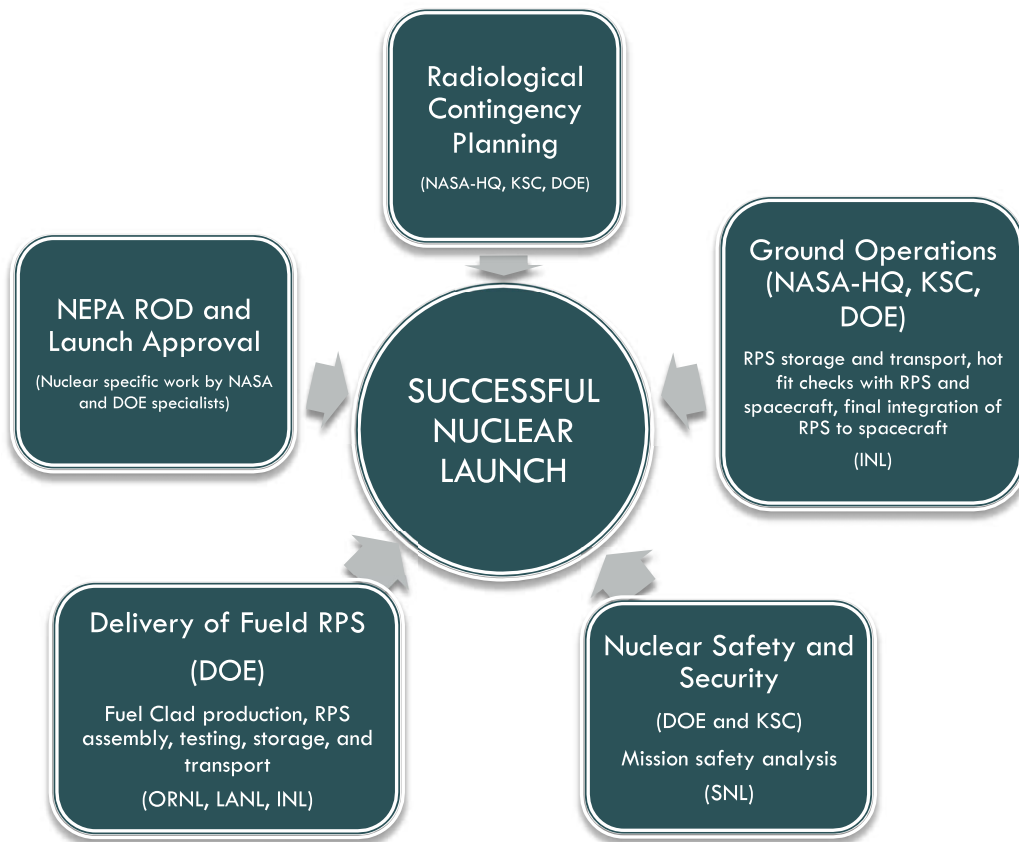 Radiological
Contingency
Planning
(NASA-HQ, KSC, DOE)
Ground Operations
(NASA-HQ, KSC,
DOE)
RPS storage and transport, hot
fit checks with RPS and
spacecraft, final integration of
RPS to spacecraft
(INL)
NEPA ROD and
Launch Approval
(Nuclear specific work by NASA
and DOE specialists)
SUCCESSFUL
NUCLEAR
LAUNCH
Delivery of Fueld RPS
(DOE)
Fuel Clad production, RPS
assembly, testing, storage, and
transport
(ORNL, LANL, INL)
Nuclear Safety and
Security
(DOE and KSC)
Mission safety analysis
(SNL)